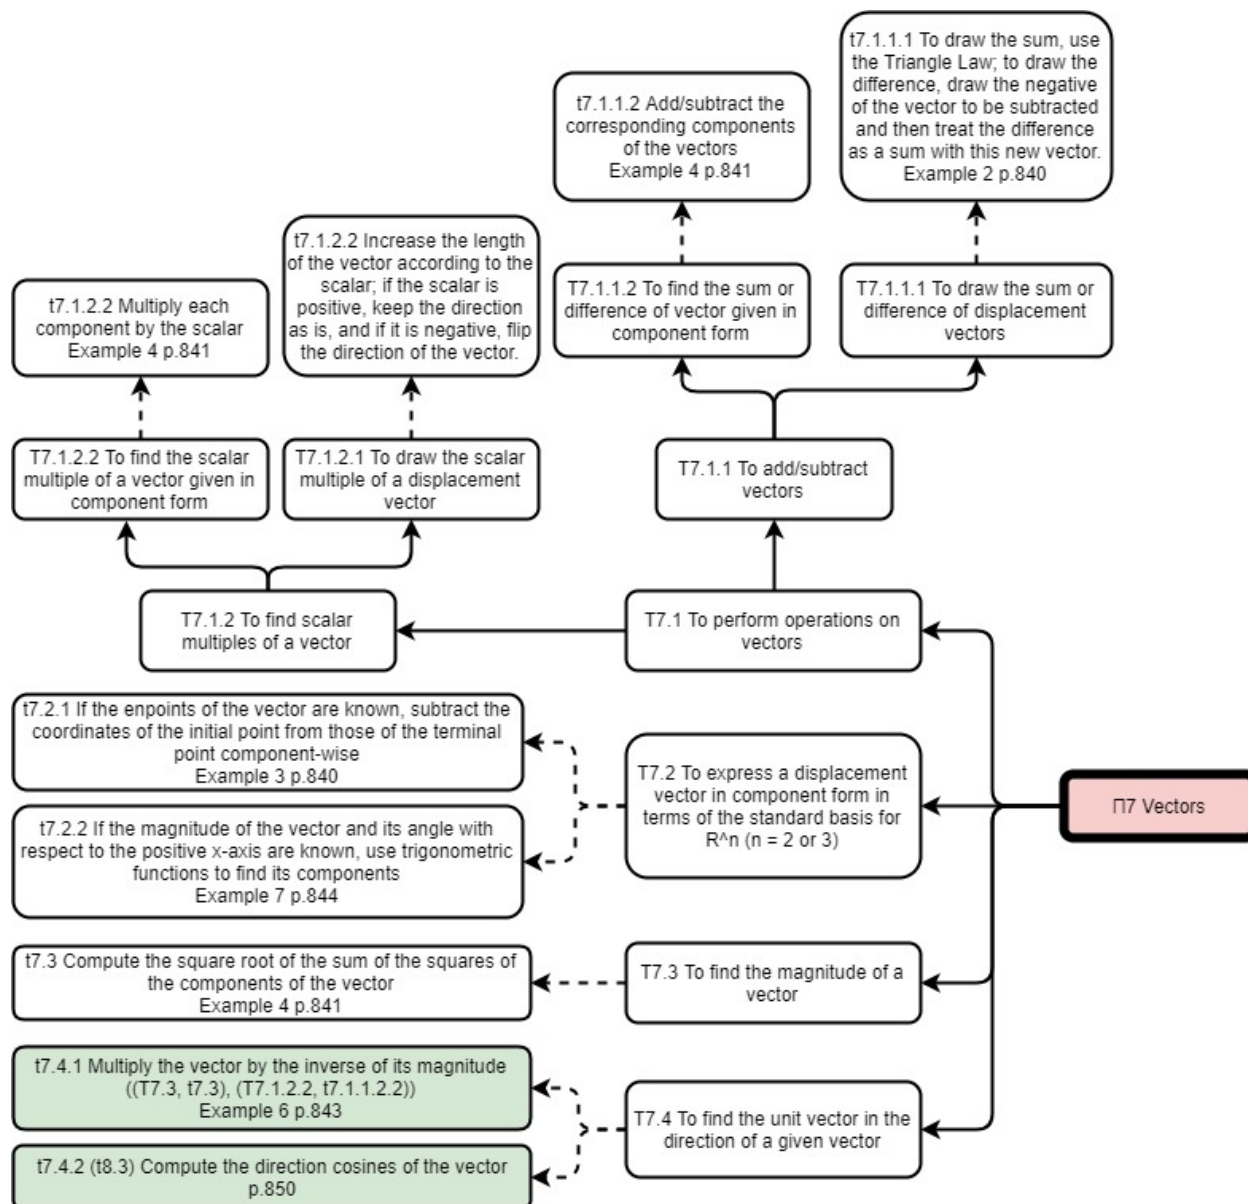 t7.1.1.1 To draw the sum, use
the Triangle Law; to draw the
difference, draw the negative
of the vector to be subtracted
and then treat the difference
as a sum with this new vector.
Example 2 p.840
t7.1.1.2 Add/subtract the
corresponding components
of the vectors
Example 4 p.841
t7.1.2.2 Increase the length
of the vector according to the
scalar; if the scalar is
positive, keep the direction
as is, and if it is negative, flip
the direction of the vector.
t7.1.2.2 Multiply each
component by the scalar
Example 4 p.841
T7.1.1.2 To find the sum or
difference of vector given in
component form
T7.1.1.1 To draw the sum or
difference of displacement
vectors
T7.1.2.2 To find the scalar
multiple of a vector given in
component form
T7.1.2.1 To draw the scalar
multiple of a displacement
vector
T7.1.1 To add/subtract
vectors
T7.1.2 To find scalar
multiples of a vector
T7.1 To perform operations on
vectors
t7.2.1 If the enpoints of the vector are known, subtract the
coordinates of the initial point from those of the terminal
point component-wise
Example 3 p.840
T7.2 To express a displacement
vector in component form in
terms of the standard basis for
R^n (n = 2 or 3)
Π7 Vectors
t7.2.2 If the magnitude of the vector and its angle with
respect to the positive x-axis are known, use trigonometric
functions to find its components
Example 7 p.844
t7.3 Compute the square root of the sum of the squares of
the components of the vector
Example 4 p.841
T7.3 To find the magnitude of a
vector
t7.4.1 Multiply the vector by the inverse of its magnitude
((T7.3, t7.3), (T7.1.2.2, t7.1.1.2.2))
Example 6 p.843
T7.4 To find the unit vector in the
direction of a given vector
t7.4.2 (t8.3) Compute the direction cosines of the vector
p.850